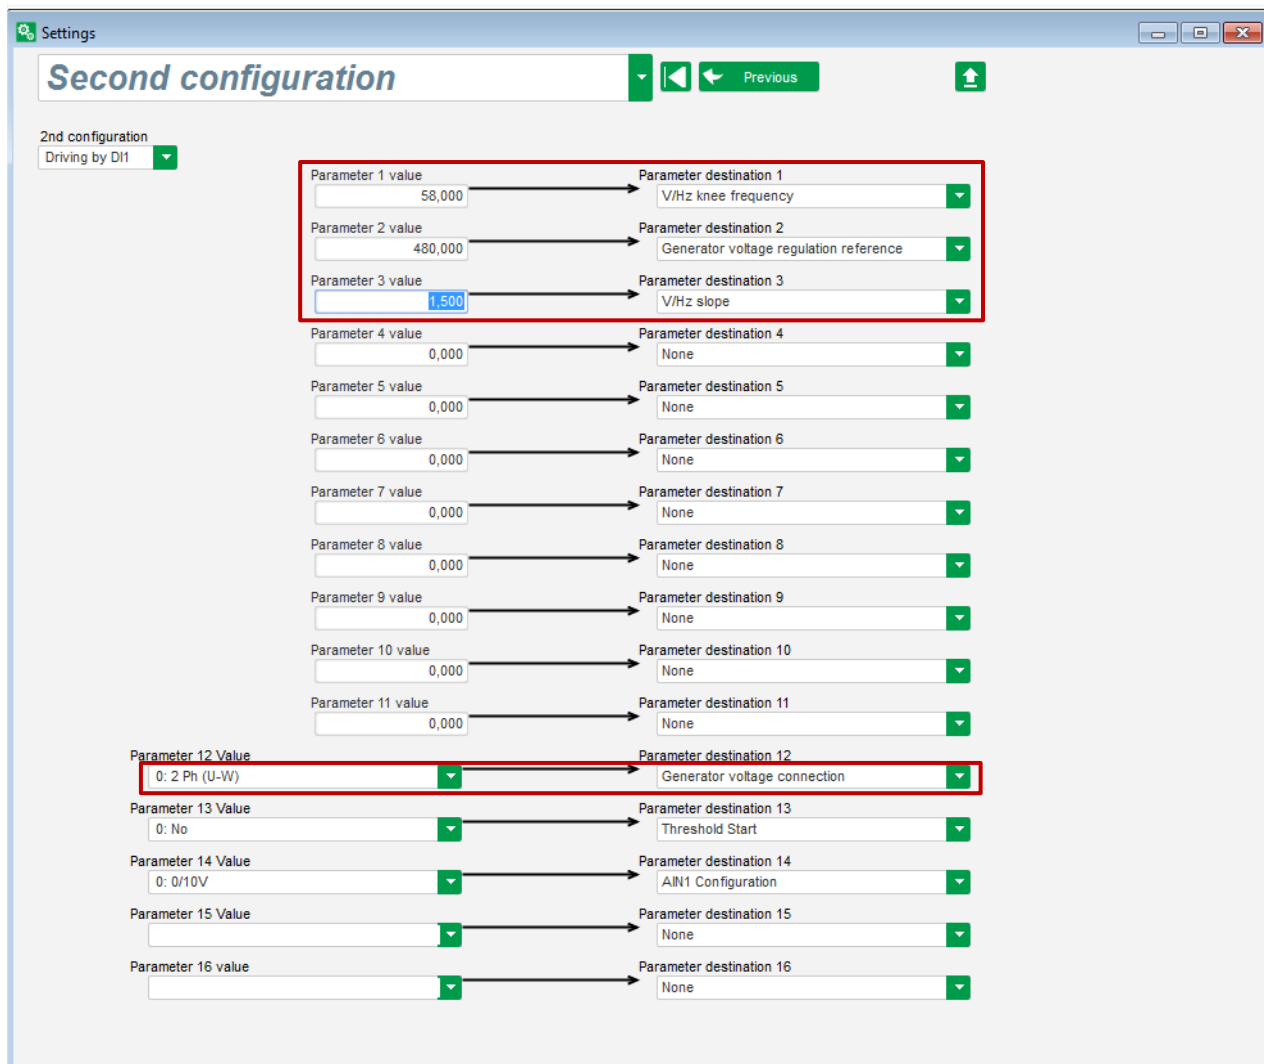 Settings
Second configuration
Previous
2nd configuration
Driving by DI1
Parameter 1 value Parameter destination 1
58,000 V/Hz knee frequency
Parameter 2 value Parameter destination 2
480,000 Generator voltage regulation reference
Parameter 3 value Parameter destination 3
1,500 V/Hz slope
Parameter 4 value Parameter destination 4
0,000 None
Parameter 5 value Parameter destination 5
0,000 None
Parameter 6 value Parameter destination 6
0,000 None
Parameter 7 value Parameter destination 7
0,000 None
Parameter 8 value Parameter destination 8
0,000 None
Parameter 9 value Parameter destination 9
0,000 None
Parameter 10 value Parameter destination 10
0,000 None
Parameter 11 value Parameter destination 11
0,000 None
Parameter 12 Value Parameter destination 12
0: 2 Ph (U-W) Generator voltage connection
Parameter 13 Value Parameter destination 13
0: No Threshold Start
Parameter 14 Value Parameter destination 14
0: 0/10V AIN1 Configuration
Parameter 15 Value Parameter destination 15
None
Parameter 16 value Parameter destination 16
None